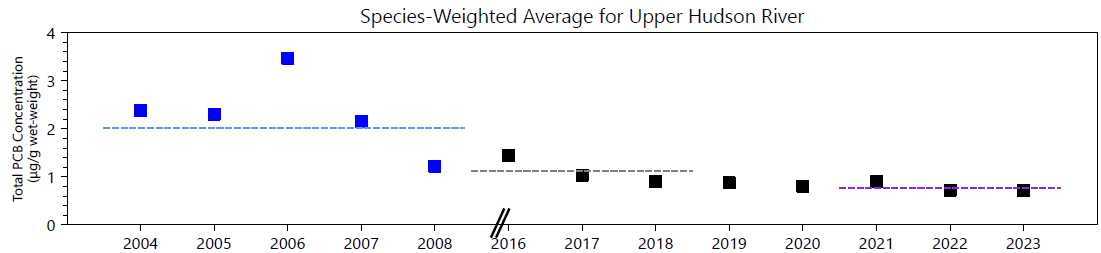 Species-Weighted Average for Upper Hudson River
Total PCB Concentration
(µg/g wet-weight)
4
3
2
1
0
2004 2005 2006 2007 2008 2016 2017 2018 2019 2020 2021 2022 2023